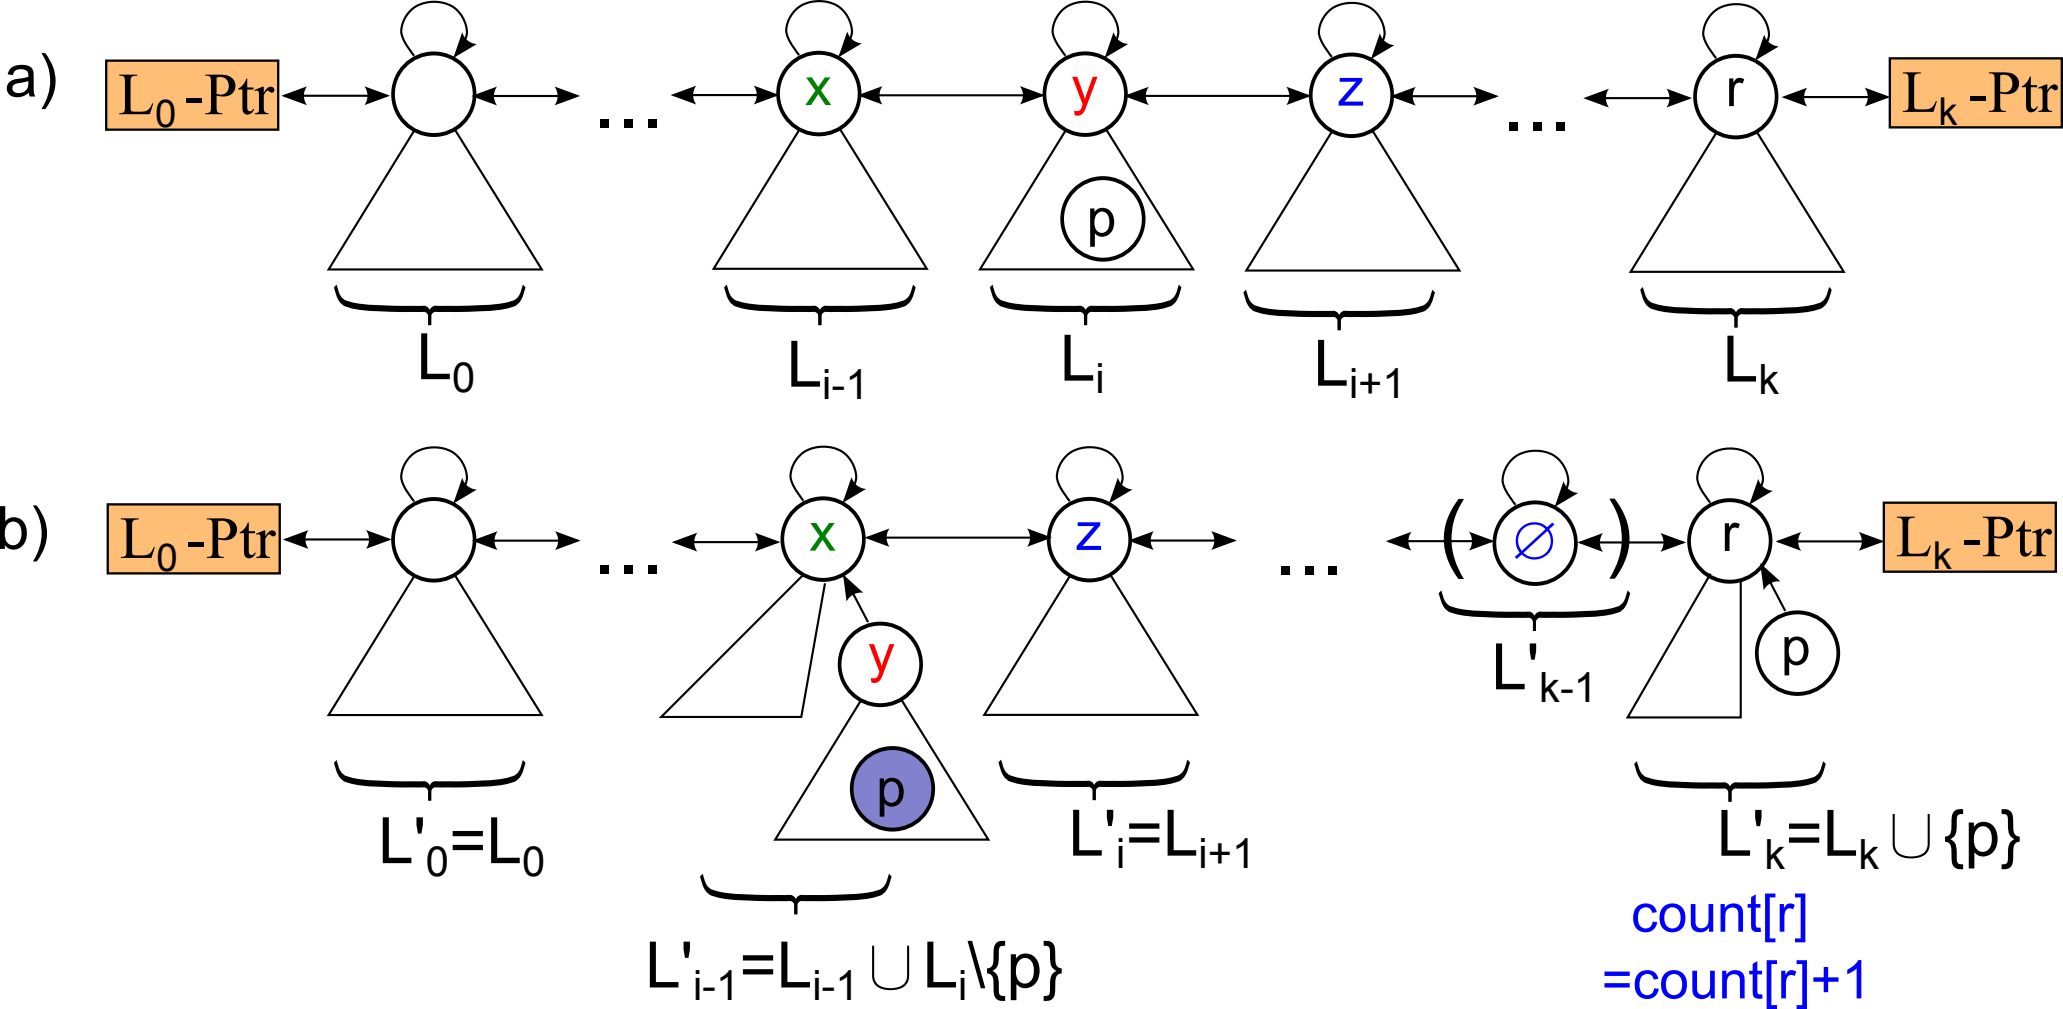 a)
L₀-Ptr ... x y z ... r Lₖ-Ptr
p
L₀ Lᵢ₋₁ Lᵢ Lᵢ₊₁ Lₖ
b)
L₀-Ptr ... x z ... ( ∅ ) r Lₖ-Ptr
y p
L'ₖ₋₁
p
L'₀=L₀ L'ᵢ=Lᵢ₊₁ L'ₖ=Lₖ∪{p}
L'ᵢ₋₁=Lᵢ₋₁∪Lᵢ\{p}
count[r]
=count[r]+1